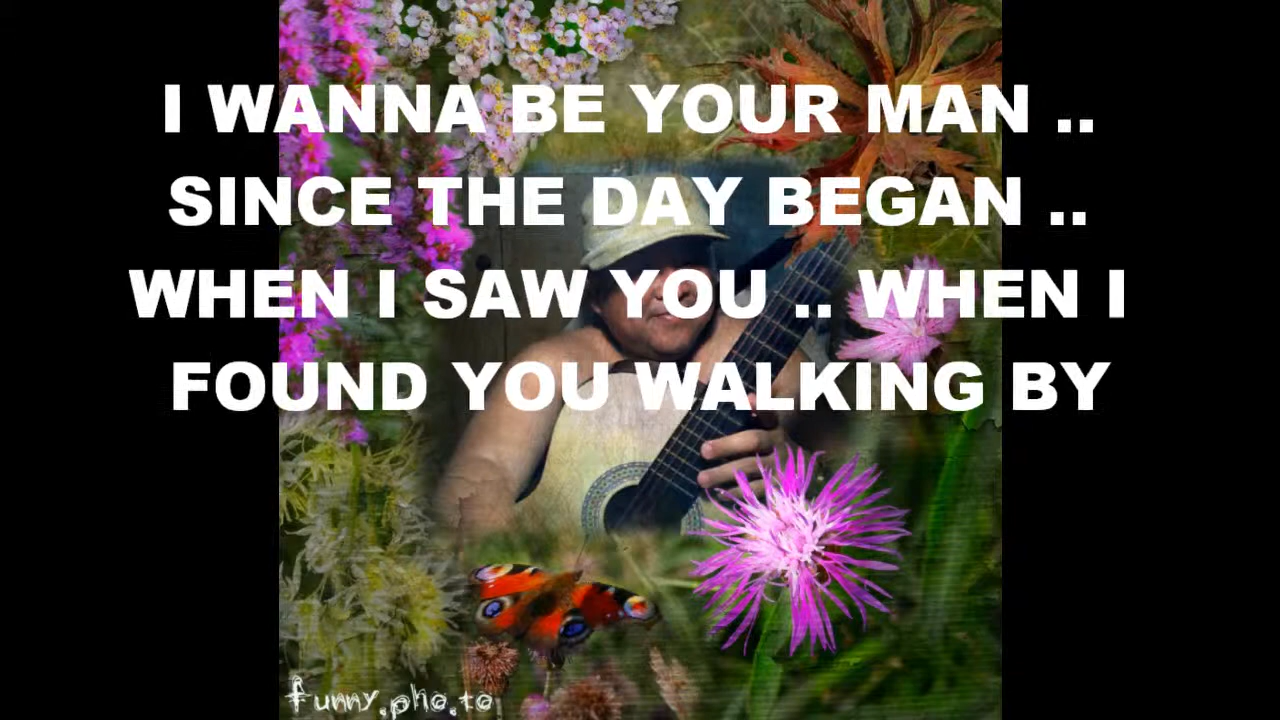 I WANNA BE YOUR MAN ..
SINCE THE DAY BEGAN ..
WHEN I SAW YOU .. WHEN I
FOUND YOU WALKING BY
funny.pho.to